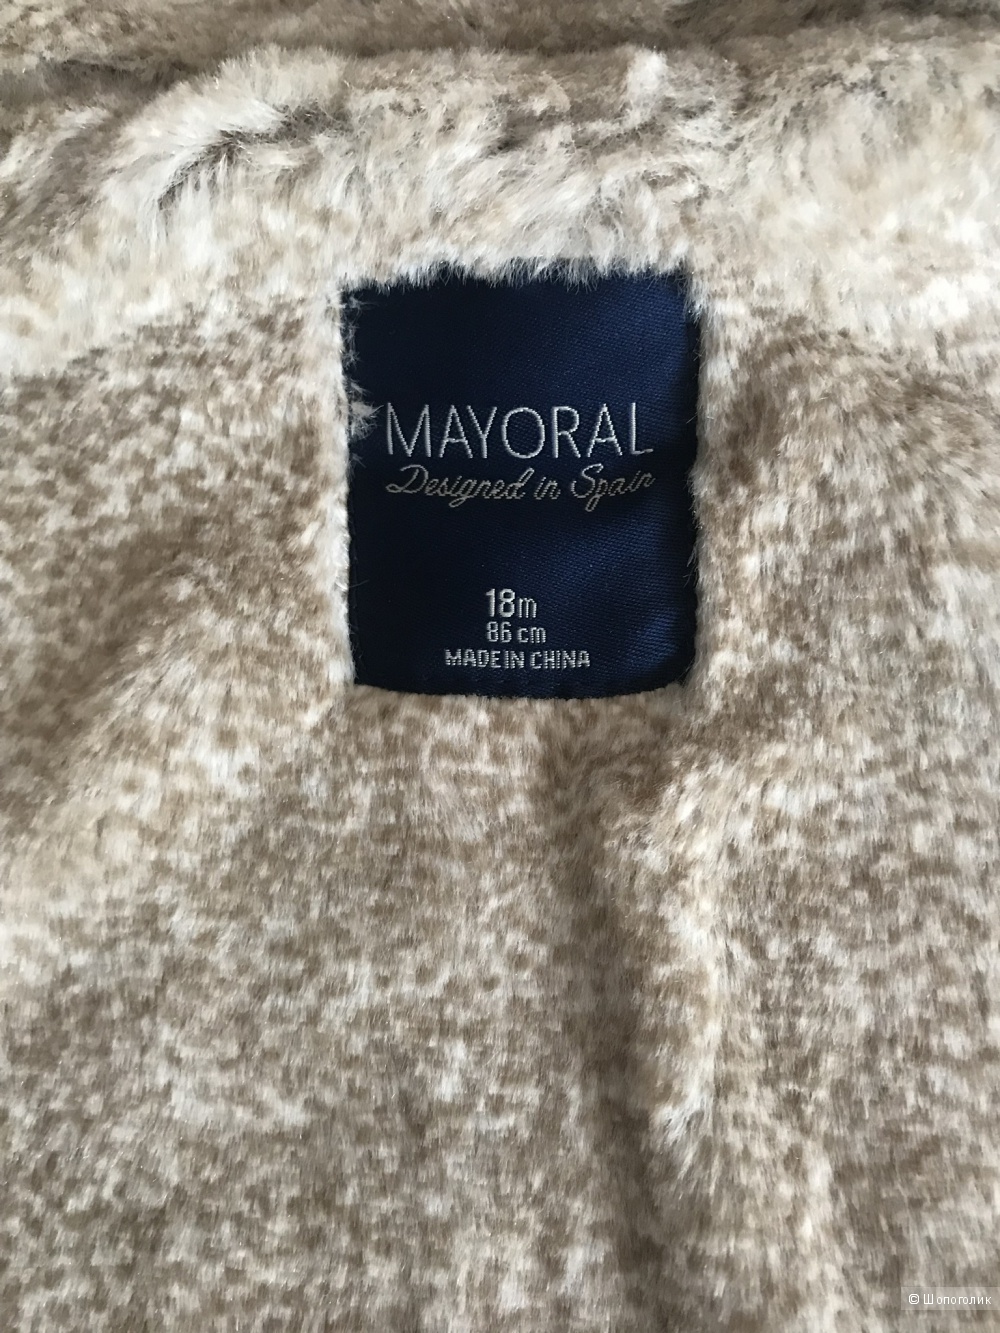 MAYORAL
Designed in Spain
18m
86 cm
MADE IN CHINA
© Шопоголик